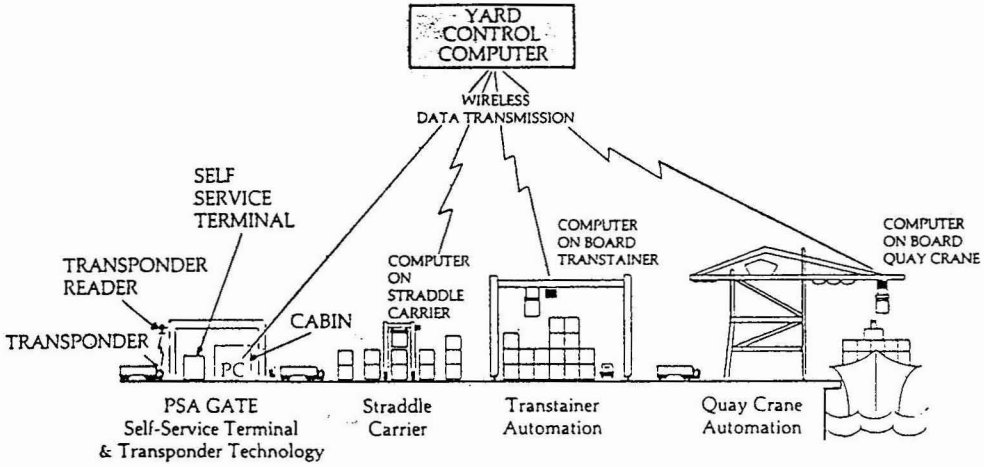 YARD
CONTROL
COMPUTER
WIRELESS
DATA TRANSMISSION
SELF
SERVICE
TERMINAL
TRANSPONDER
READER
TRANSPONDER
CABIN
PC
COMPUTER
ON
STRADDLE
CARRIER
COMPUTER
ON BOARD
TRANSTAINER
COMPUTER
ON BOARD
QUAY CRANE
PSA GATE
Self-Service Terminal
& Transponder Technology
Straddle
Carrier
Transtainer
Automation
Quay Crane
Automation